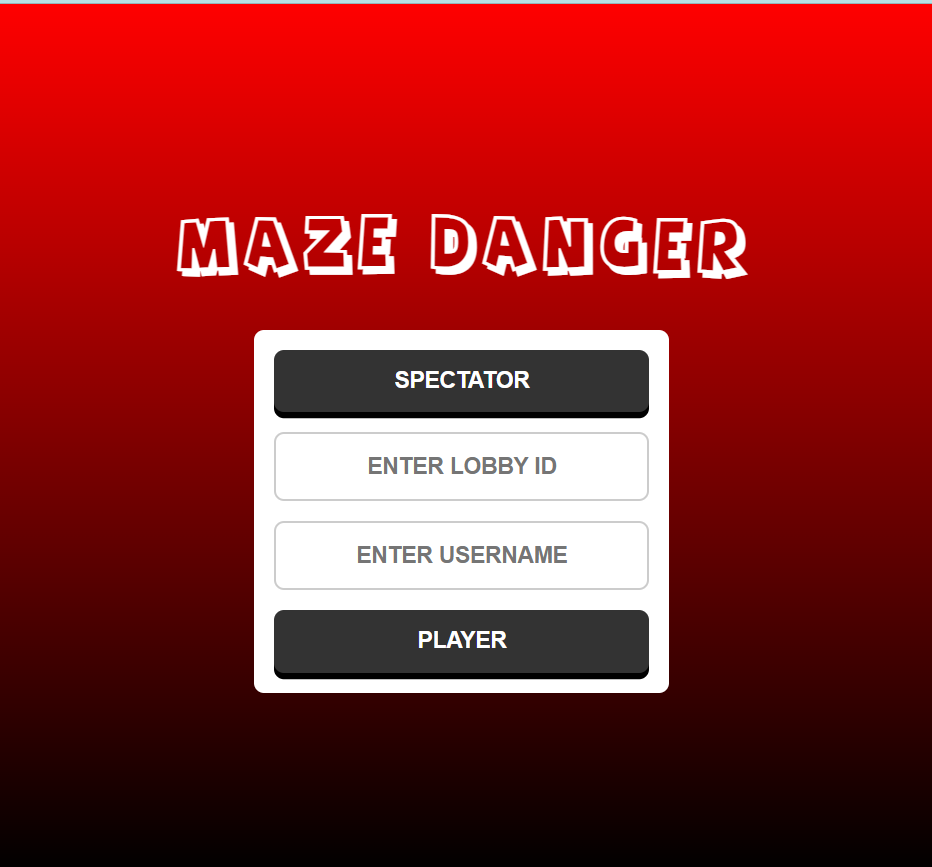 MAZE DANGER
SPECTATOR
ENTER LOBBY ID
ENTER USERNAME
PLAYER